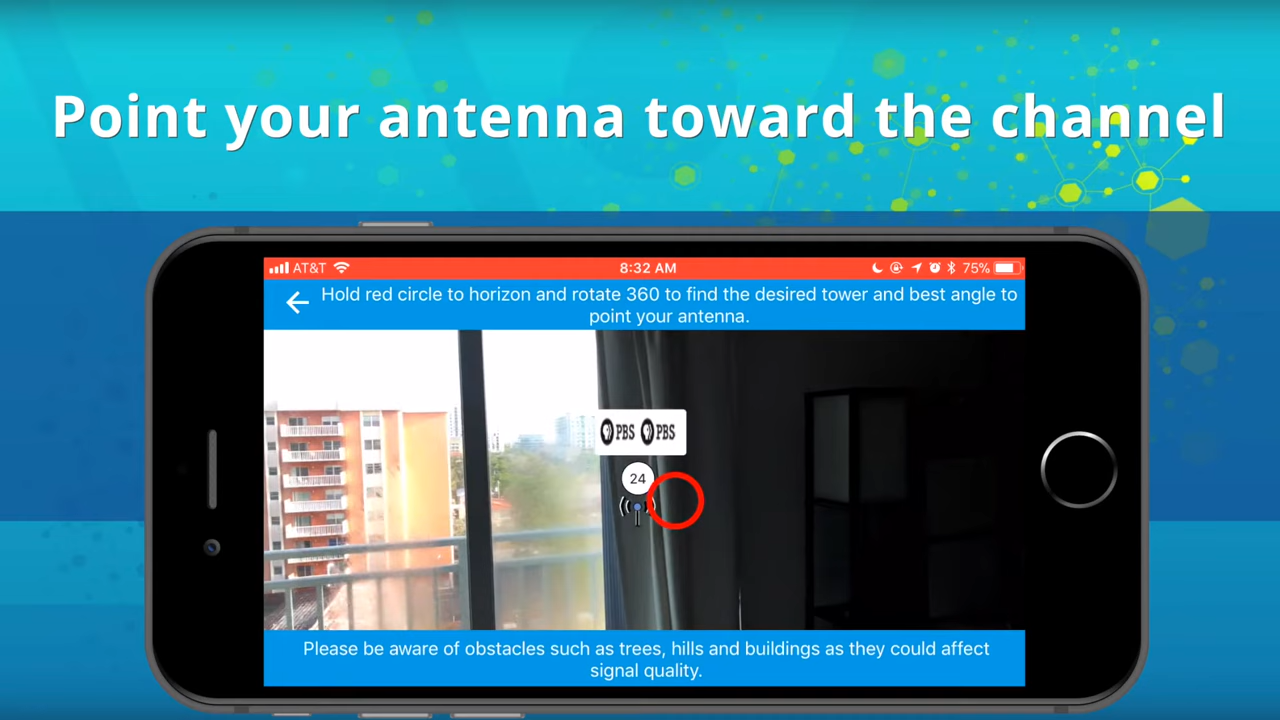 Point your antenna toward the channel
AT&T
8:32 AM
75%
Hold red circle to horizon and rotate 360 to find the desired tower and best angle to
point your antenna.
PBS PBS
24
Please be aware of obstacles such as trees, hills and buildings as they could affect
signal quality.